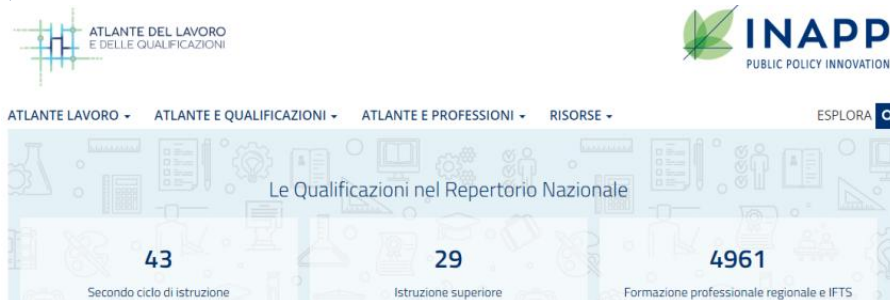 ATLANTE DEL LAVORO
E DELLE QUALIFICAZIONI
INAPP
PUBLIC POLICY INNOVATION
ATLANTE LAVORO ATLANTE E QUALIFICAZIONI ATLANTE E PROFESSIONI RISORSE ESPLORA
Le Qualificazioni nel Repertorio Nazionale
43 29 4961
Secondo ciclo di istruzione Istruzione superiore Formazione professionale regionale e IFTS